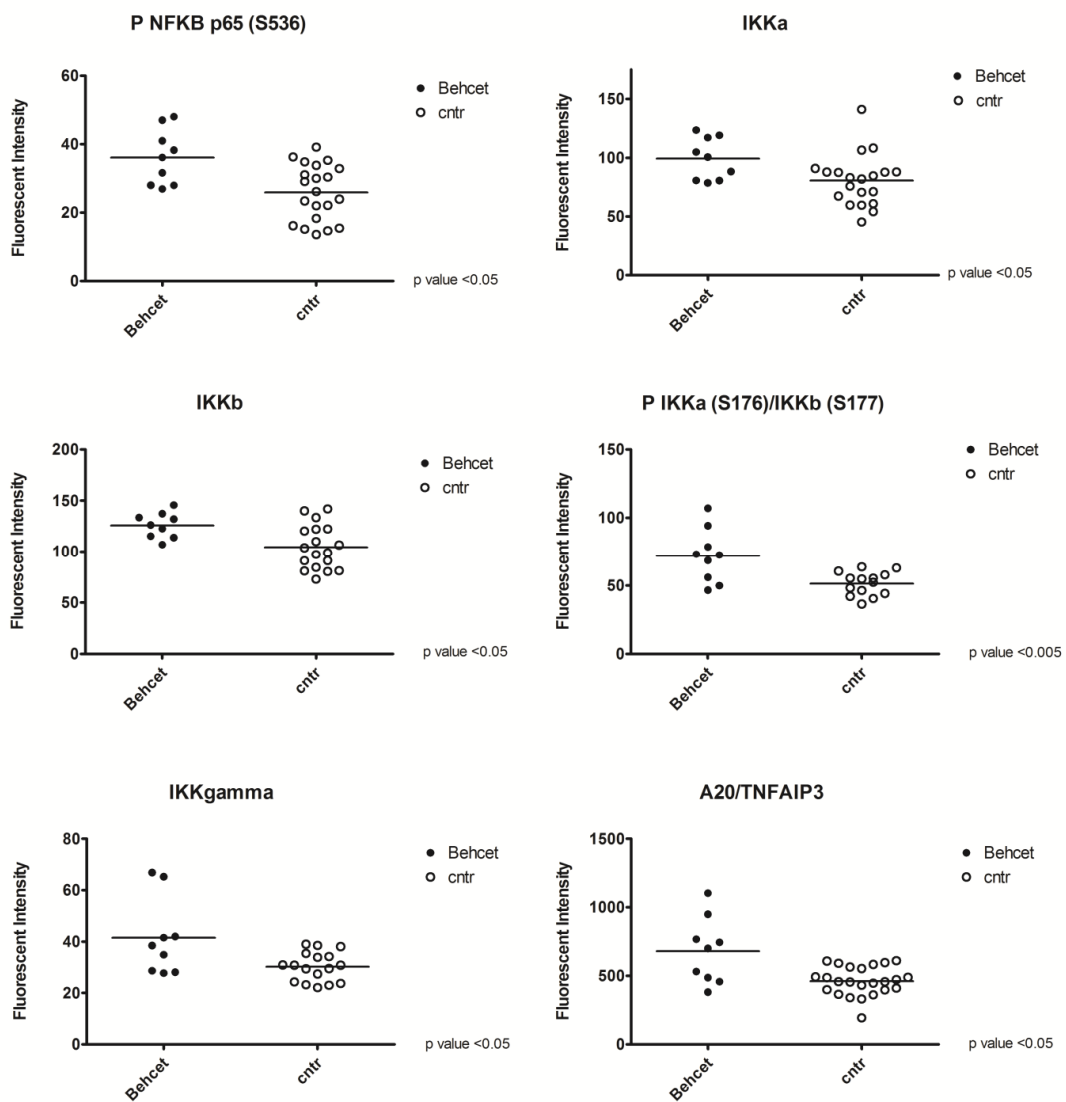 P NFKB p65 (S536)
60
40
20
0
Fluorescent Intensity
Behcet
cntr
Behcet
cntr
p value <0.05
IKKa
150
100
50
0
Fluorescent Intensity
Behcet
cntr
Behcet
cntr
p value <0.05
IKKb
200
150
100
50
0
Fluorescent Intensity
Behcet
cntr
Behcet
cntr
p value <0.05
P IKKa (S176)/IKKb (S177)
150
100
50
0
Fluorescent Intensity
Behcet
cntr
Behcet
cntr
p value <0.005
IKKgamma
80
60
40
20
0
Fluorescent Intensity
Behcet
cntr
Behcet
cntr
p value <0.05
A20/TNFAIP3
1500
1000
500
0
Fluorescent Intensity
Behcet
cntr
Behcet
cntr
p value <0.05